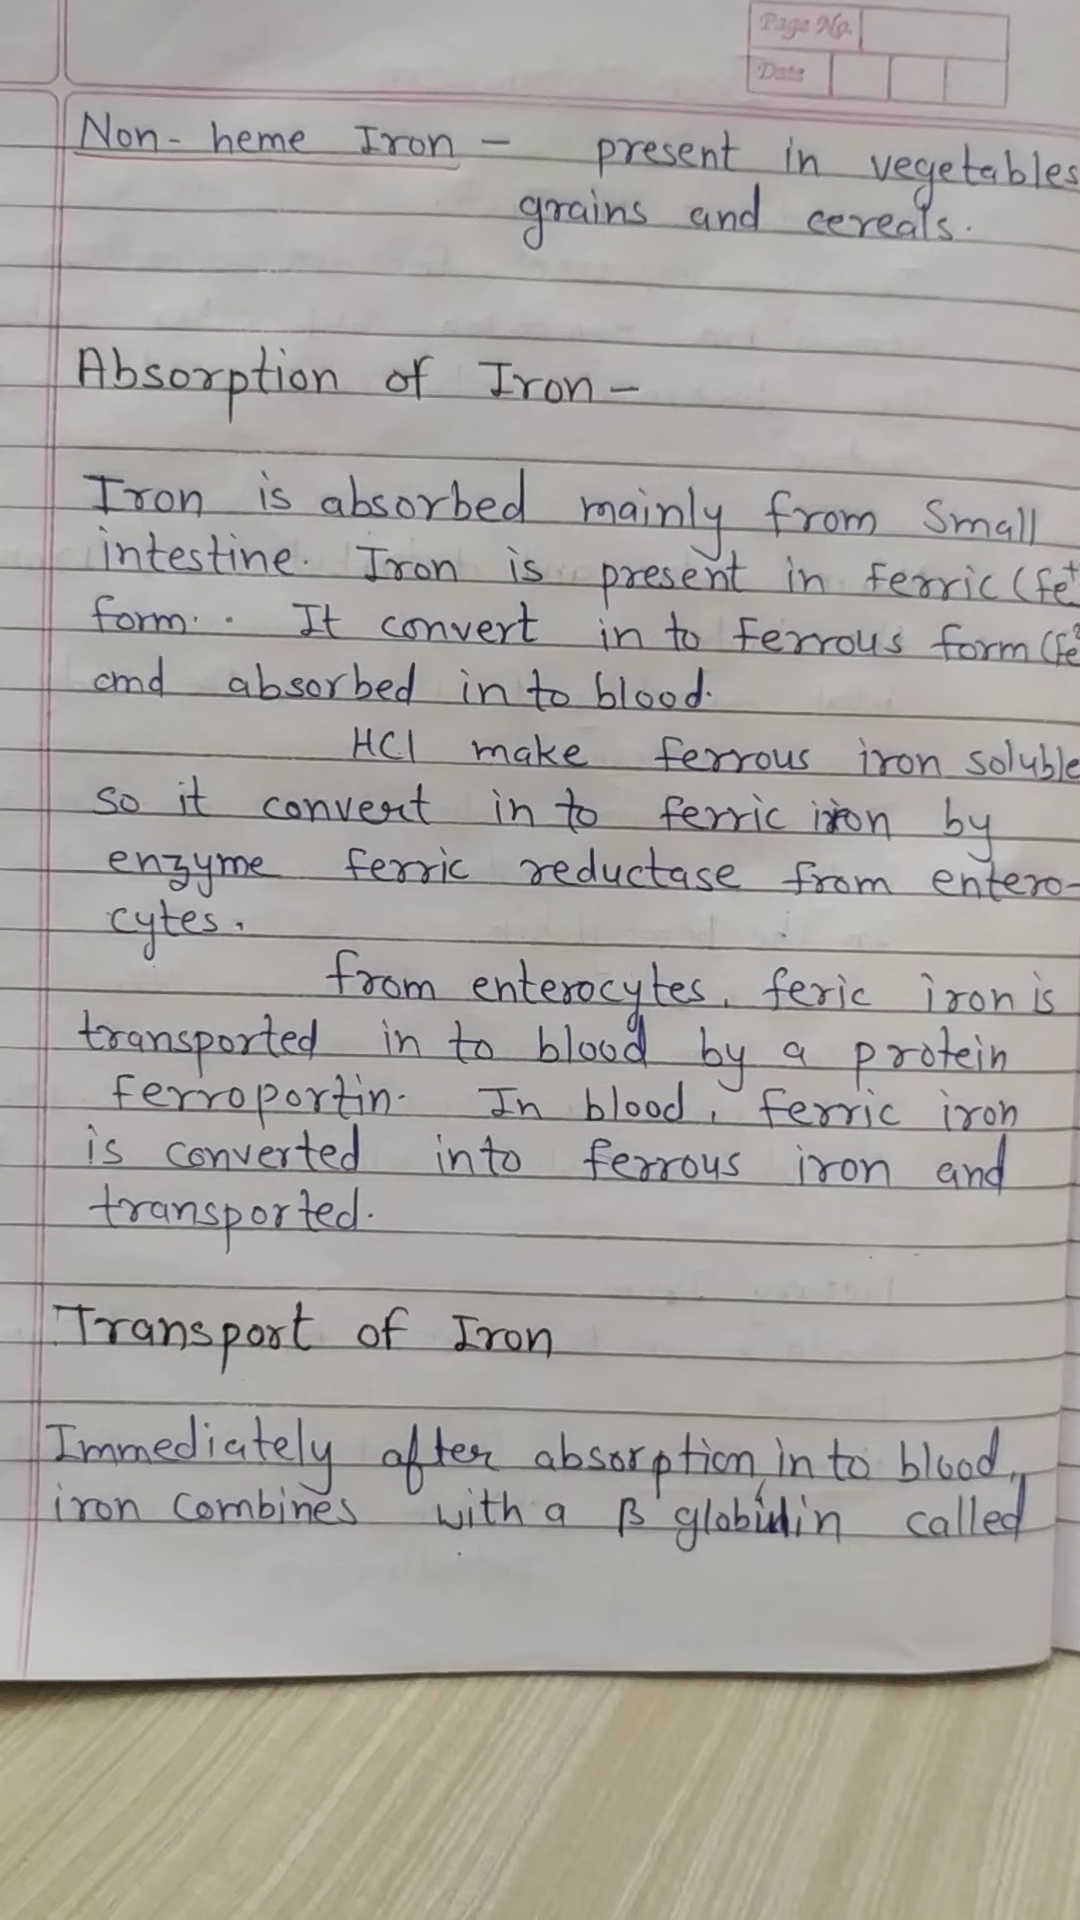 Page No.
Date
Non-heme Iron - present in vegetables
grains and cereals.
Absorption of Iron -
Iron is absorbed mainly from Small
intestine. Iron is present in ferric (fe+
form. . It convert in to ferrous form (fe2
and absorbed in to blood.
HCl make ferrous iron soluble
so it convert in to ferric iron by
enzyme ferric reductase from entero-
cytes.
from enterocytes, feric iron is
transported in to blood by a protein
ferroportin. In blood, ferric iron
is converted into ferrous iron and
transported.
Transport of Iron
Immediately after absorption in to blood,
iron combines with a β called